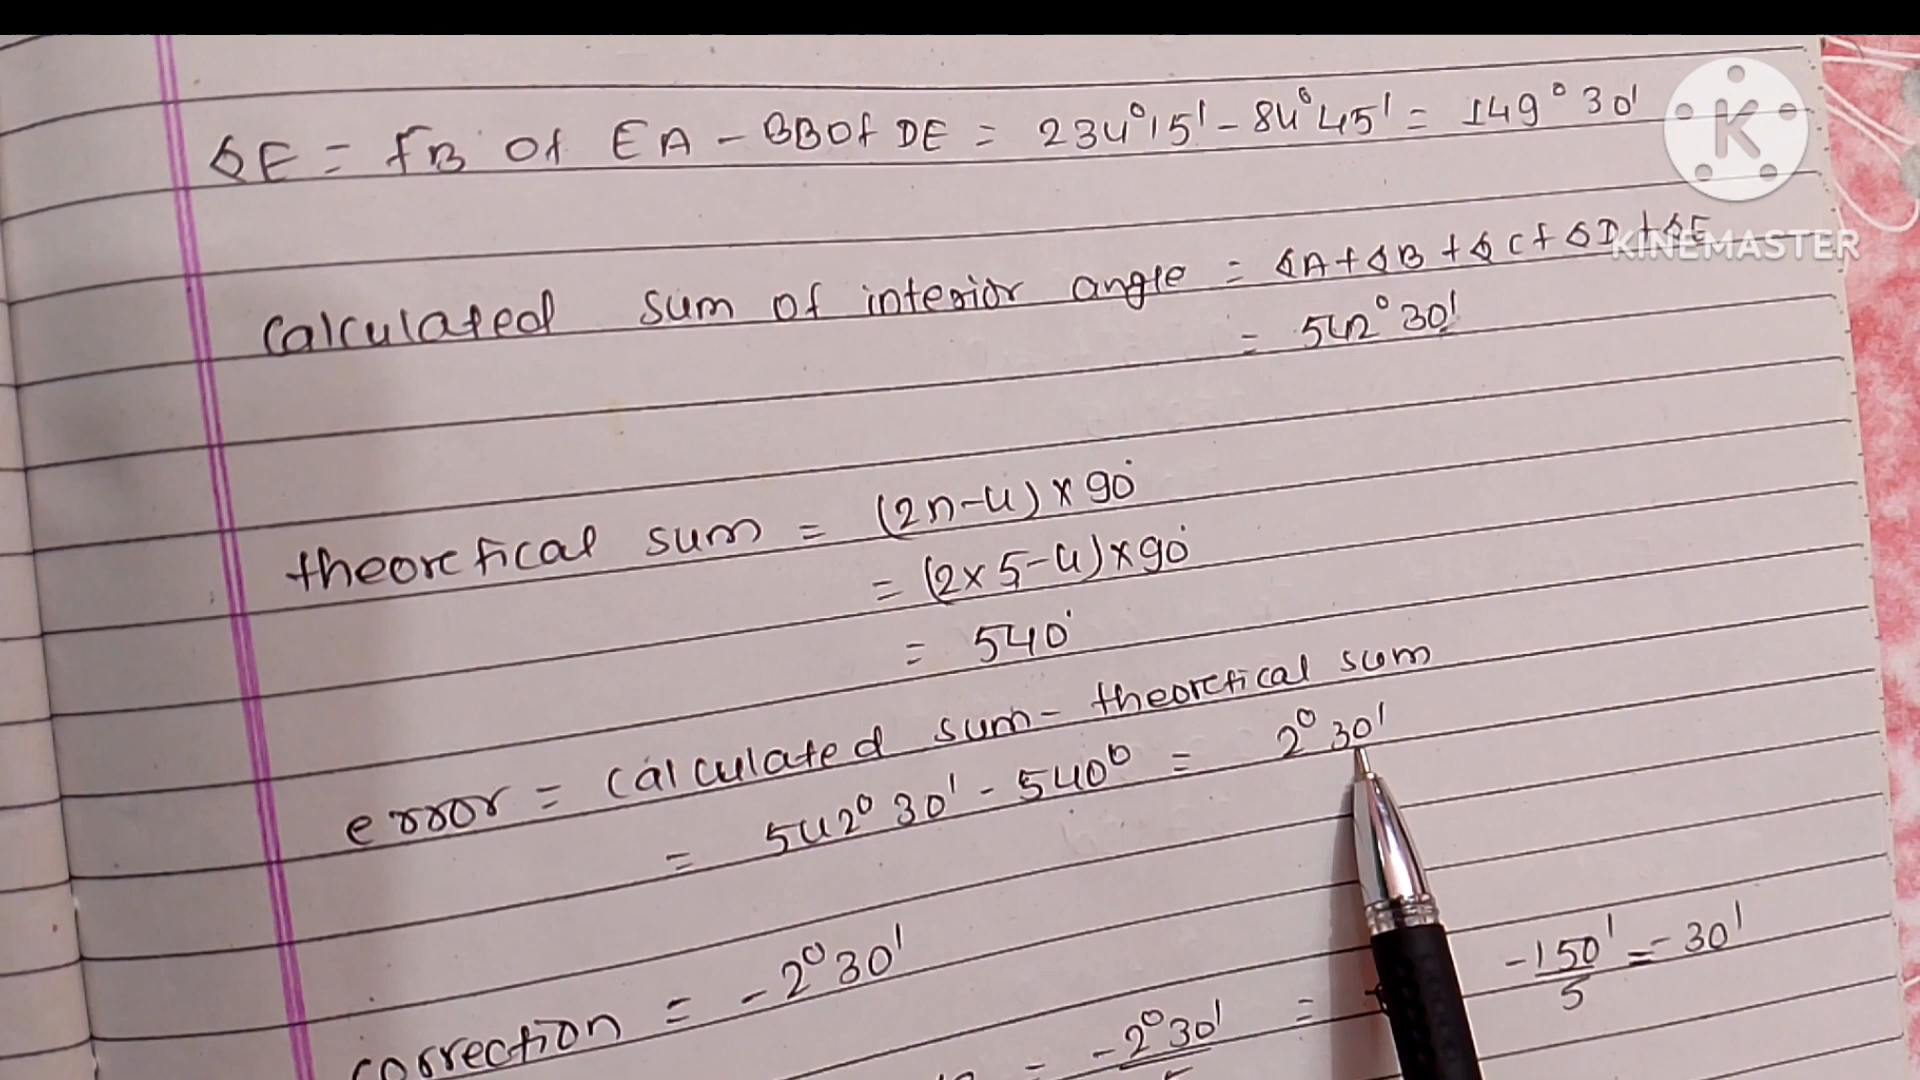 ∠E = FB of EA - BB Of DE = 234°15' - 84°45' = 149°30'
K
KINEMASTER
calculated sum of interior angle = ∠A + ∠B + ∠C + ∠D + ∠E
= 542°30'
theoretical sum = (2n-4) x 90°
= (2x5-4) x 90°
= 540°
error = calculated sum - theoretical sum
= 542°30' - 540° = 2°30'
correction = -2°30'
= -2°30' / 5 = -150' / 5 = -30'